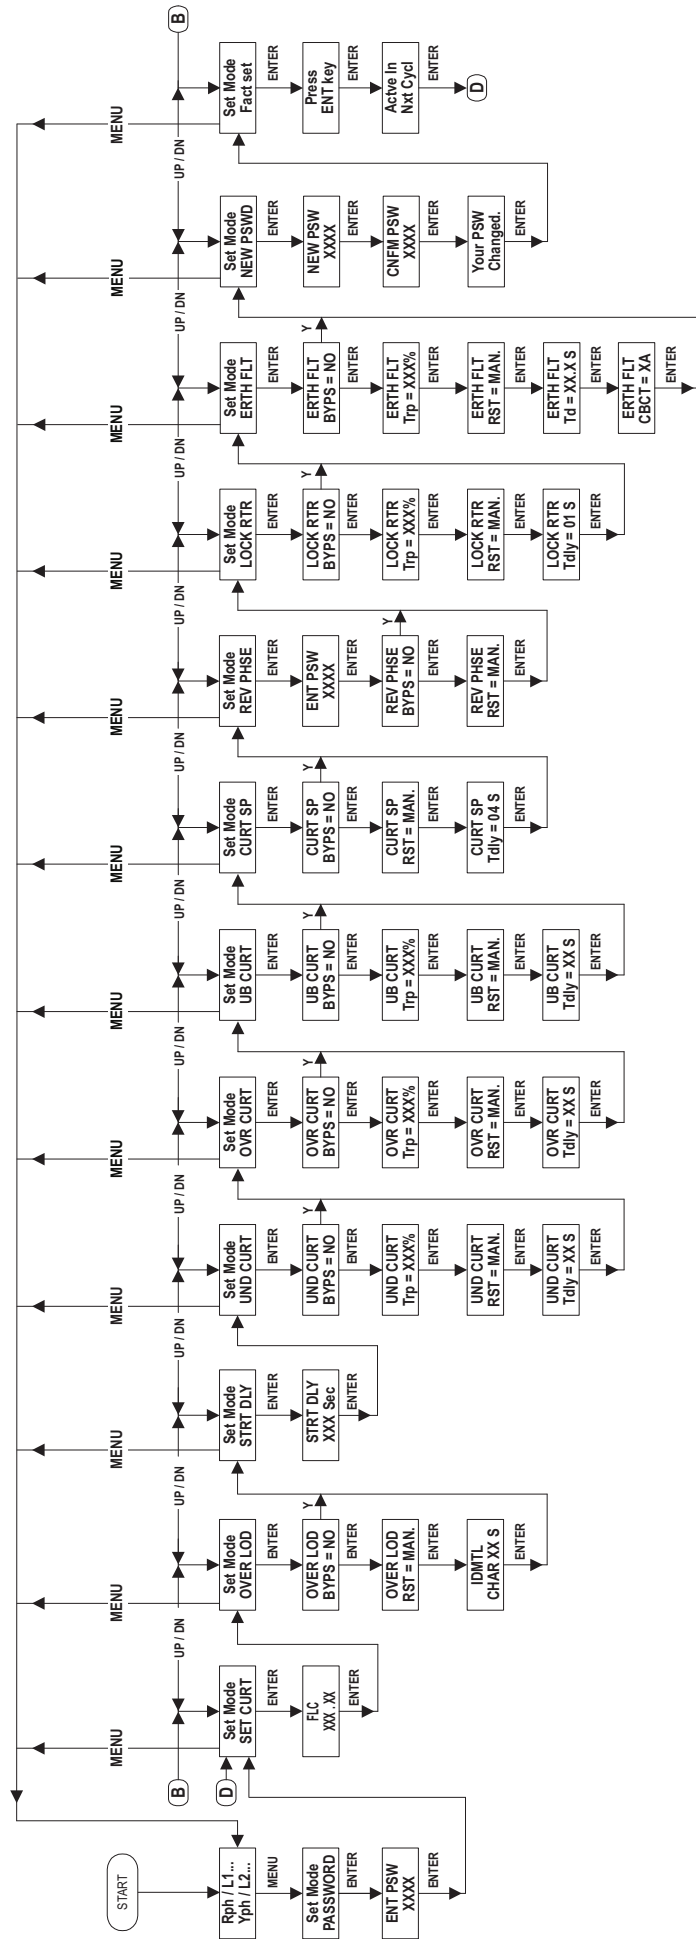 START
Rph / L1...
Yph / L2...
MENU
Set Mode
PASSWORD
ENTER
ENT PSW
XXXX
ENTER
B
D
MENU
UP / DN
Set Mode
SET CURT
ENTER
FLC
XXX . XX
ENTER
MENU
UP / DN
Set Mode
OVER LOD
ENTER
OVER LOD
BYPS = NO
Y
ENTER
OVER LOD
RST = MAN.
ENTER
IDMTL
CHAR XX S
ENTER
MENU
UP / DN
Set Mode
STRT DLY
ENTER
STRT DLY
XXX Sec
ENTER
MENU
UP / DN
Set Mode
UND CURT
ENTER
UND CURT
BYPS = NO
Y
ENTER
UND CURT
Trp = XXX%
ENTER
UND CURT
RST = MAN.
ENTER
UND CURT
Tdly = XX S
ENTER
MENU
UP / DN
Set Mode
OVR CURT
ENTER
OVR CURT
BYPS = NO
Y
ENTER
OVR CURT
Trp = XXX%
ENTER
OVR CURT
RST = MAN.
ENTER
OVR CURT
Tdly = XX S
ENTER
MENU
UP / DN
Set Mode
UB CURT
ENTER
UB CURT
BYPS = NO
Y
ENTER
UB CURT
Trp = XXX%
ENTER
UB CURT
RST = MAN.
ENTER
UB CURT
Tdly = XX S
ENTER
MENU
UP / DN
Set Mode
CURT SP
ENTER
CURT SP
BYPS = NO
Y
ENTER
CURT SP
RST = MAN.
ENTER
CURT SP
Tdly = 04 S
ENTER
MENU
UP / DN
Set Mode
REV PHSE
ENTER
ENT PSW
XXXX
ENTER
REV PHSE
BYPS = NO
Y
ENTER
REV PHSE
RST = MAN.
ENTER
MENU
UP / DN
Set Mode
LOCK RTR
ENTER
LOCK RTR
BYPS = NO
Y
ENTER
LOCK RTR
Trp = XXX%
ENTER
LOCK RTR
RST = MAN.
ENTER
LOCK RTR
Tdly = 01 S
ENTER
MENU
UP / DN
Set Mode
ERTH FLT
ENTER
ERTH FLT
BYPS = NO
Y
ENTER
ERTH FLT
Trp = XXX%
ENTER
ERTH FLT
RST = MAN.
ENTER
ERTH FLT
Td = XX.X S
ENTER
ERTH FLT
CBCT = XA
ENTER
MENU
UP / DN
Set Mode
NEW PSWD
ENTER
NEW PSW
XXXX
ENTER
CNFM PSW
XXXX
ENTER
Your PSW
Changed.
ENTER
MENU
B
Set Mode
Fact set
ENTER
Press
ENT key
ENTER
Actve In
Nxt Cycl
ENTER
D